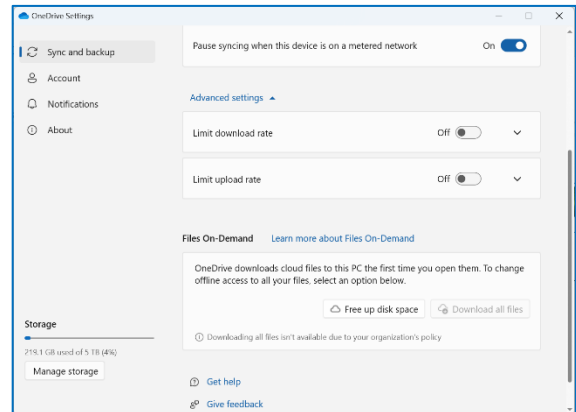 OneDrive Settings
Sync and backup
Account
Notifications
About
Storage
219.1 GB used of 5 TB (4%)
Manage storage
Pause syncing when this device is on a metered network On
Advanced settings
Limit download rate Off
Limit upload rate Off
Files On-Demand Learn more about Files On-Demand
OneDrive downloads cloud files to this PC the first time you open them. To change
offline access to all your files, select an option below.
Free up disk space Download all files
Downloading all files isn't available due to your organization's policy
Get help
Give feedback